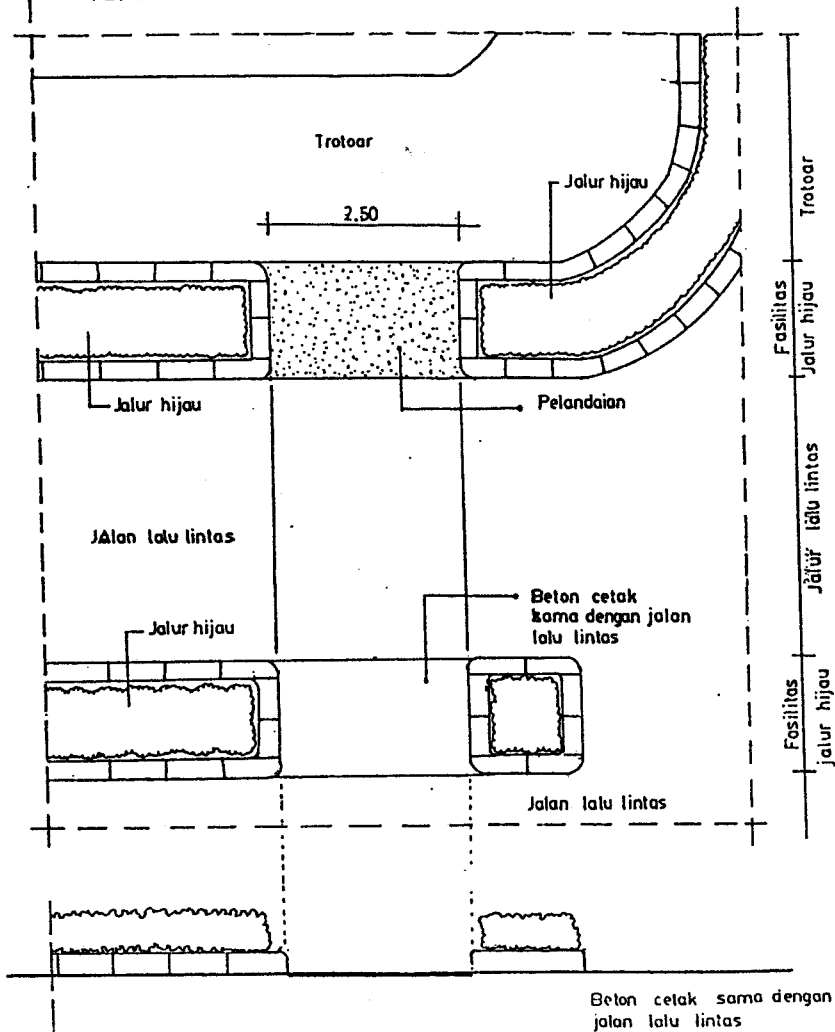 Trotoar
Jalur hijau
2.50
Trotoar
Fasilitas
Jalur hijau
Jalur hijau
Pelandaian
JAlan lalu lintas
Jalur lalu lintas
Beton cetak
sama dengan jalan
lalu lintas
Jalur hijau
Fasilitas
jalur hijau
Jalan lalu lintas
Beton cetak sama dengan
jalan lalu lintas